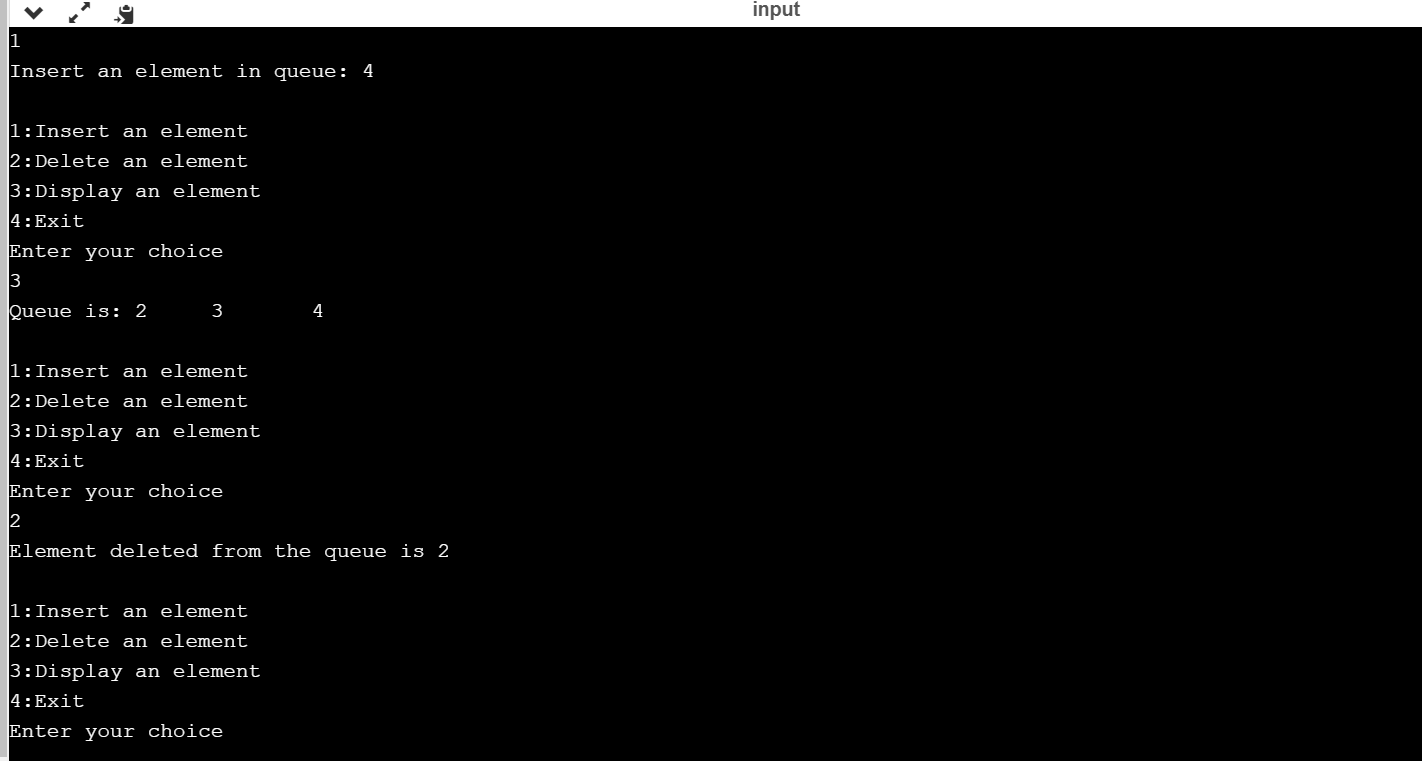 input
1
Insert an element in queue: 4
1:Insert an element
2:Delete an element
3:Display an element
4:Exit
Enter your choice
3
Queue is: 2 3 4
1:Insert an element
2:Delete an element
3:Display an element
4:Exit
Enter your choice
2
Element deleted from the queue is 2
1:Insert an element
2:Delete an element
3:Display an element
4:Exit
Enter your choice